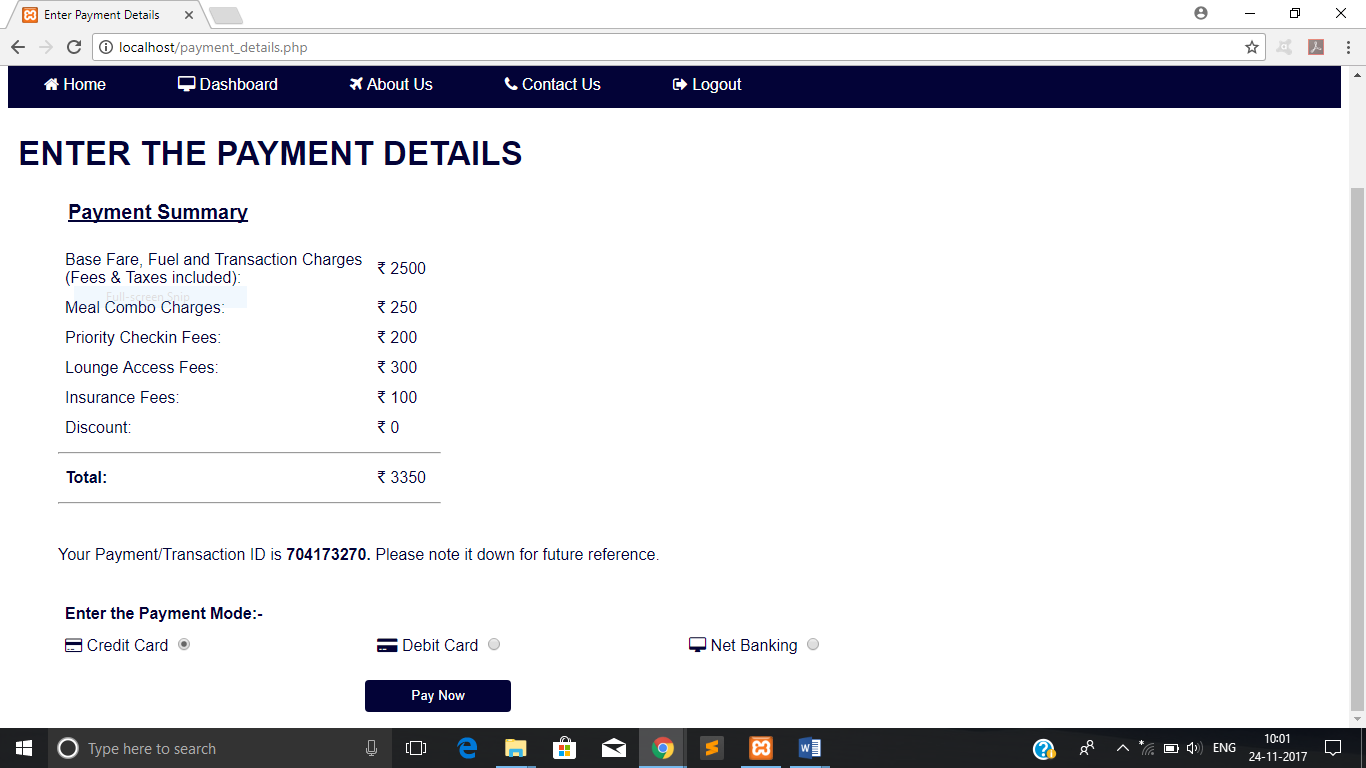 Enter Payment Details
localhost/payment_details.php
Home Dashboard About Us Contact Us Logout
ENTER THE PAYMENT DETAILS
Payment Summary
Base Fare, Fuel and Transaction Charges
(Fees & Taxes included): ₹ 2500
Full-screen Snip
Meal Combo Charges: ₹ 250
Priority Checkin Fees: ₹ 200
Lounge Access Fees: ₹ 300
Insurance Fees: ₹ 100
Discount: ₹ 0
Total: ₹ 3350
Your Payment/Transaction ID is 704173270. Please note it down for future reference.
Enter the Payment Mode:-
Credit Card Debit Card Net Banking
Pay Now
Type here to search
ENG
10:01
24-11-2017